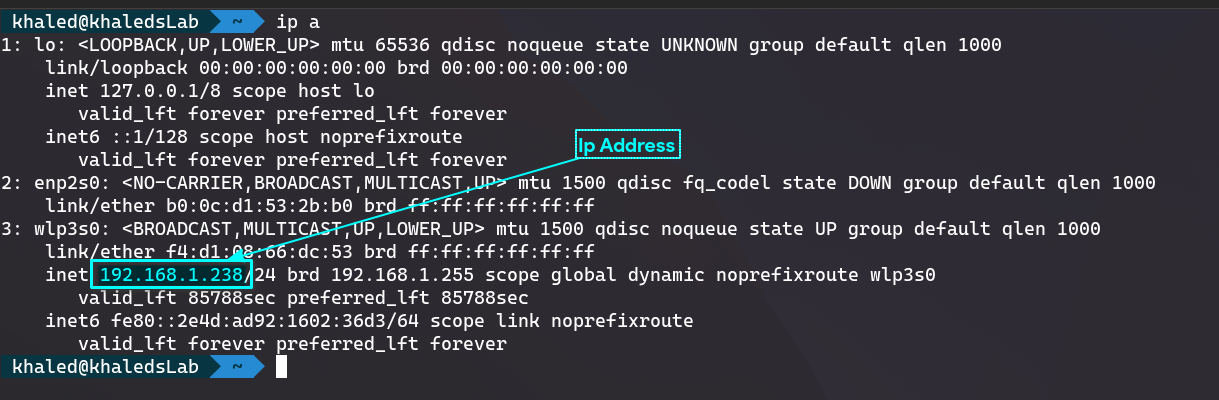 khaled@khaledsLab ~ ip a
1: lo: <LOOPBACK,UP,LOWER_UP> mtu 65536 qdisc noqueue state UNKNOWN group default qlen 1000
link/loopback 00:00:00:00:00:00 brd 00:00:00:00:00:00
inet 127.0.0.1/8 scope host lo
valid_lft forever preferred_lft forever
inet6 ::1/128 scope host noprefixroute
Ip Address
valid_lft forever preferred_lft forever
2: enp2s0: <NO-CARRIER,BROADCAST,MULTICAST,UP> mtu 1500 qdisc fq_codel state DOWN group default qlen 1000
link/ether b0:0c:d1:53:2b:b0 brd ff:ff:ff:ff:ff:ff
3: wlp3s0: <BROADCAST,MULTICAST,UP,LOWER_UP> mtu 1500 qdisc noqueue state UP group default qlen 1000
link/ether f4:d1:08:66:dc:53 brd ff:ff:ff:ff:ff:ff
inet 192.168.1.238/24 brd 192.168.1.255 scope global dynamic noprefixroute wlp3s0
valid_lft 85788sec preferred_lft 85788sec
inet6 fe80::2e4d:ad92:1602:36d3/64 scope link noprefixroute
valid_lft forever preferred_lft forever
khaled@khaledsLab ~